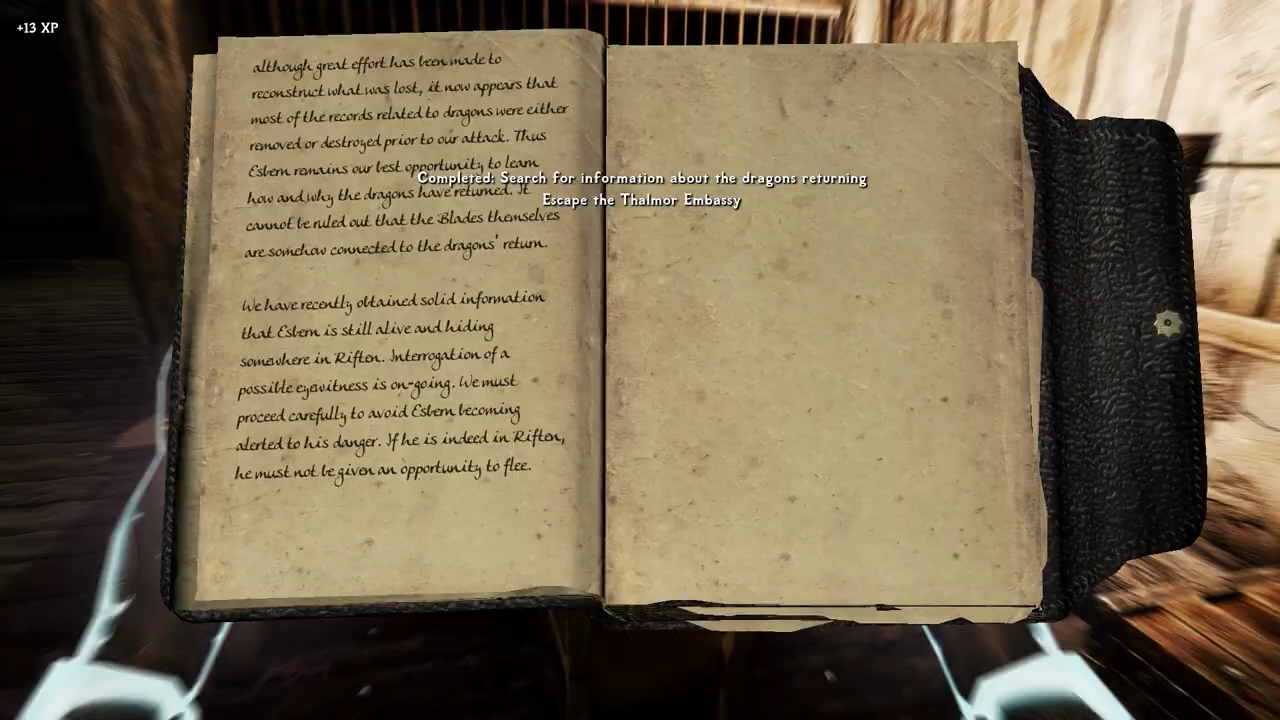 +13 XP
although great effort has been made to
reconstruct what was lost, it now appears that
most of the records related to dragons were either
removed or destroyed prior to our attack. Thus
Esbern remains our best opportunity to learn
how and why the dragons have returned. It
cannot be ruled out that the Blades themselves
are somehow connected to the dragons' return.
We have recently obtained solid information
that Esbern is still alive and hiding
somewhere in Riften. Interrogation of a
possible eyewitness is on-going. We must
proceed carefully to avoid Esbern becoming
alerted to his danger. If he is indeed in Riften,
he must not be given an opportunity to flee.
Completed: Search for information about the dragons returning
Escape the Thalmor Embassy